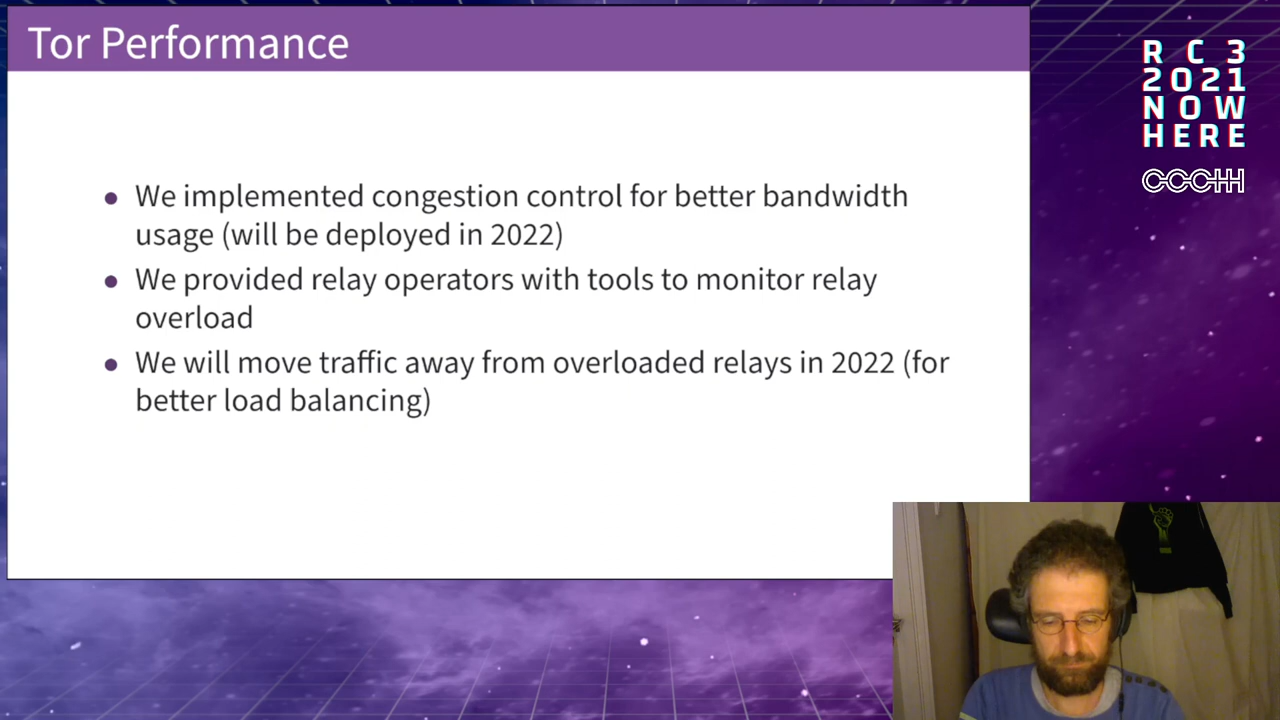 Tor Performance
R C 3
2021
NOW
HERE
CCCHH
• We implemented congestion control for better bandwidth
usage (will be deployed in 2022)
• We provided relay operators with tools to monitor relay
overload
• We will move traffic away from overloaded relays in 2022 (for
better load balancing)